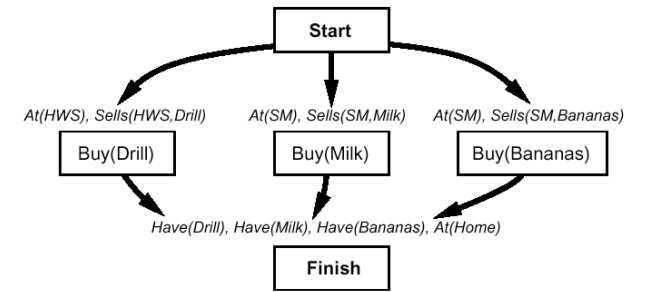 Start
At(HWS), Sells(HWS,Drill) At(SM), Sells(SM,Milk) At(SM), Sells(SM,Bananas)
Buy(Drill) Buy(Milk) Buy(Bananas)
Have(Drill), Have(Milk), Have(Bananas), At(Home)
Finish